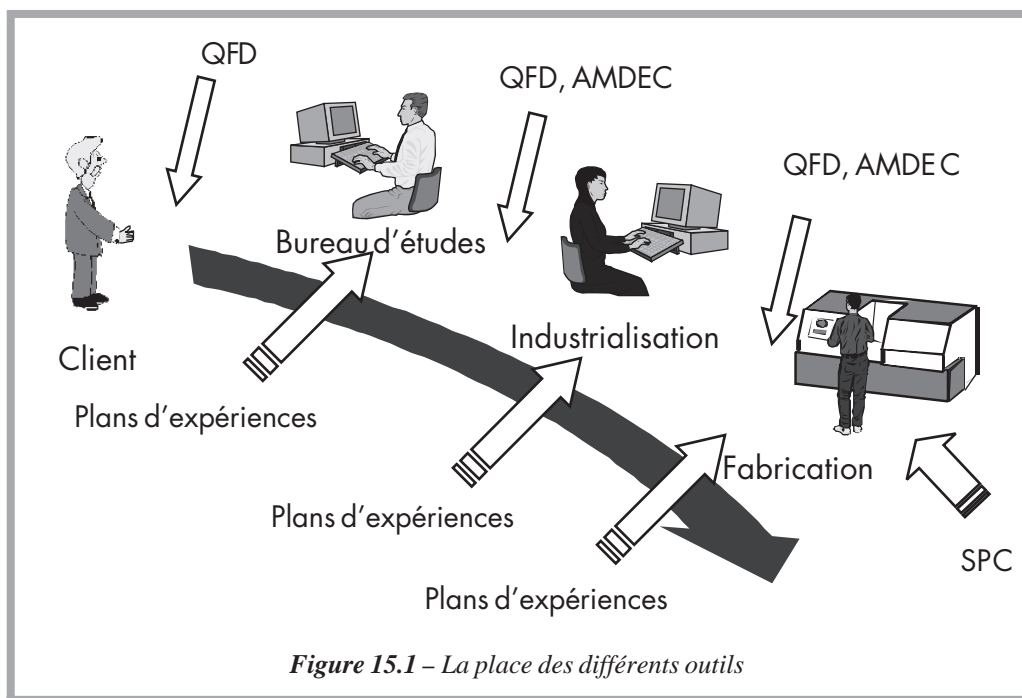 QFD
QFD, AMDEC
QFD, AMDEC
Bureau d'études
Industrialisation
Client
Plans d'expériences
Fabrication
Plans d'expériences
SPC
Plans d'expériences
Figure 15.1 – La place des différents outils